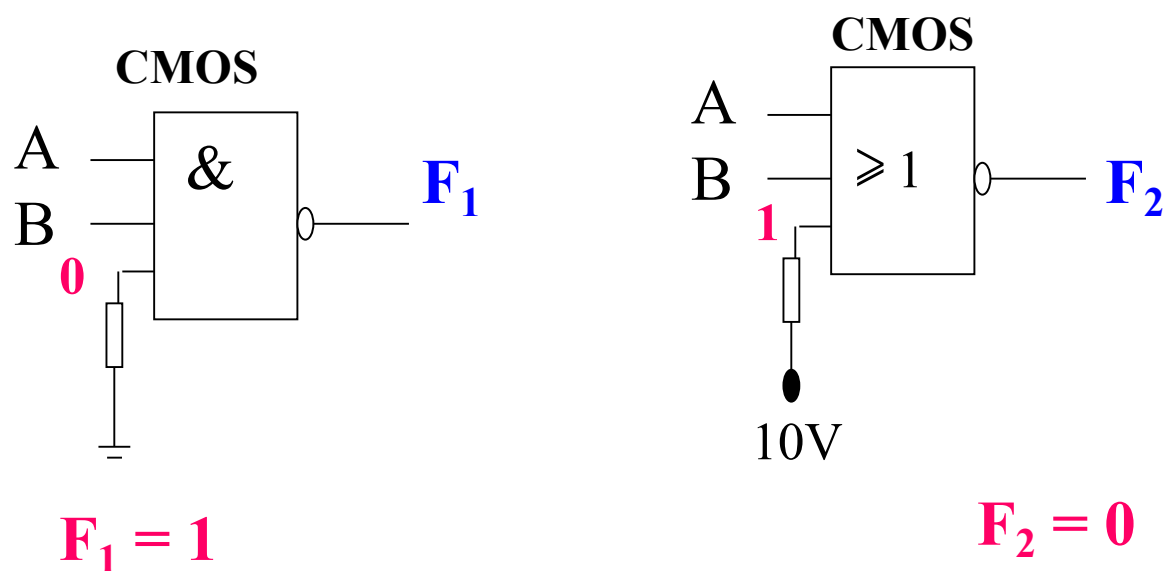 CMOS
A
B
0
&
F₁
F₁ = 1
CMOS
A
B
1
⩾ 1
F₂
10V
F₂ = 0